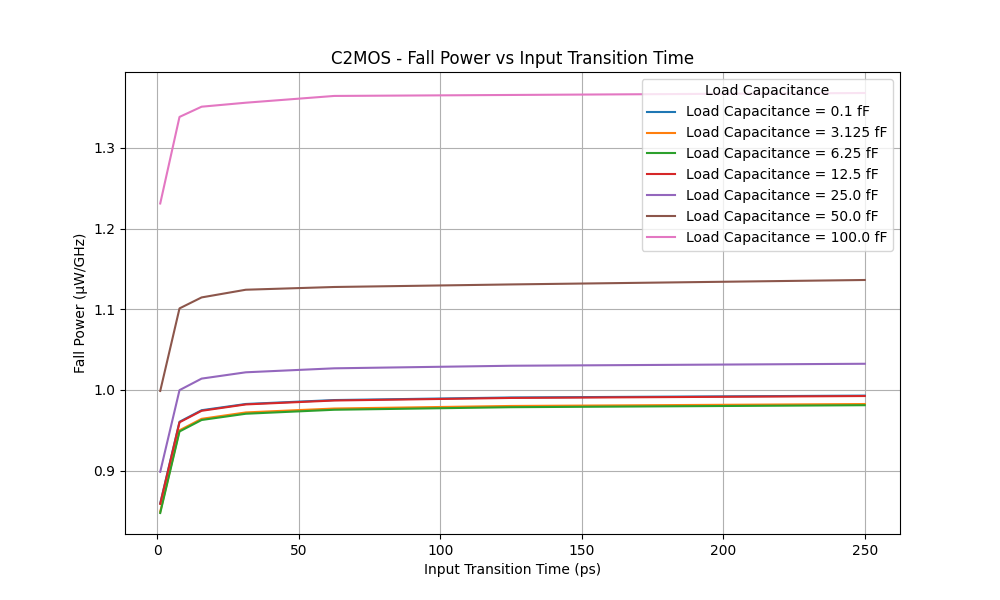 C2MOS - Fall Power vs Input Transition Time
Load Capacitance
Load Capacitance = 0.1 fF
Load Capacitance = 3.125 fF
Load Capacitance = 6.25 fF
Load Capacitance = 12.5 fF
Load Capacitance = 25.0 fF
Load Capacitance = 50.0 fF
Load Capacitance = 100.0 fF
Fall Power (μW/GHz)
1.3
1.2
1.1
1.0
0.9
0
50
100
150
200
250
Input Transition Time (ps)